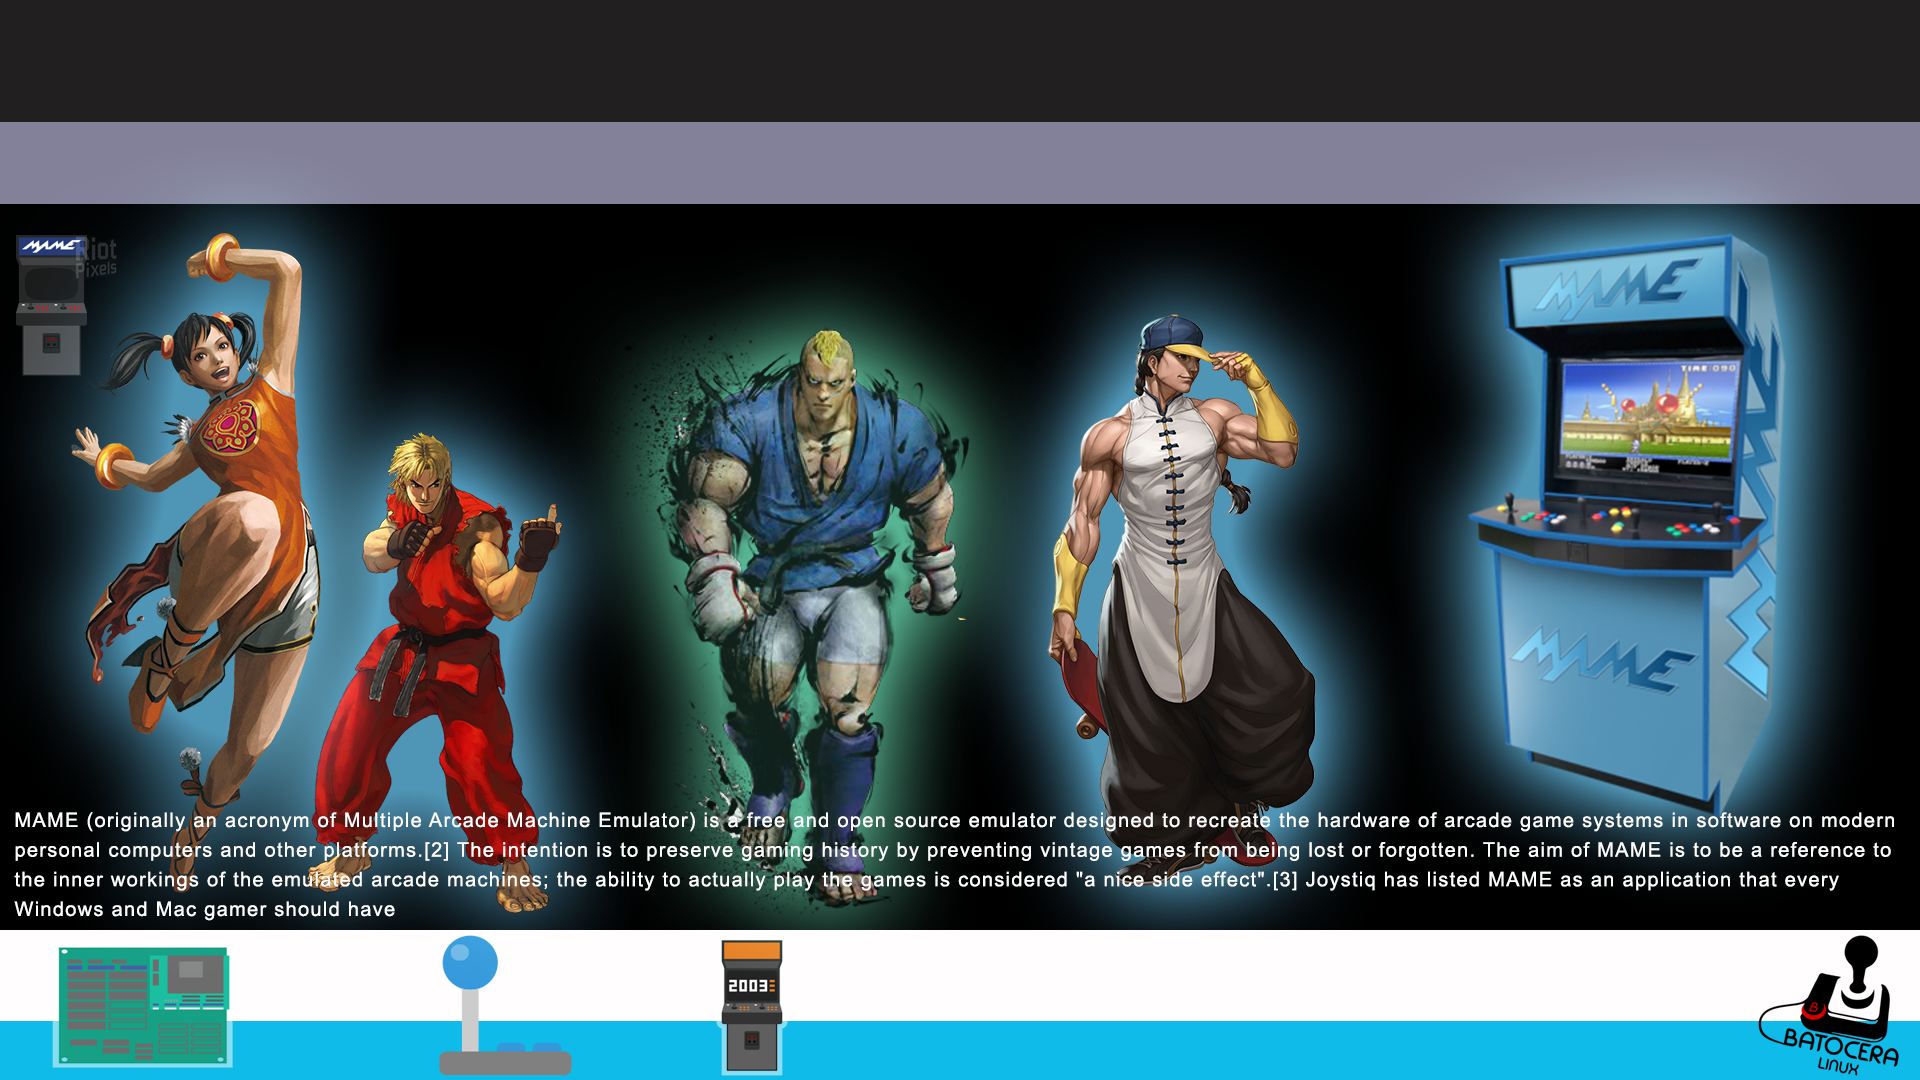 MAME
Riot
Pixels
MAME
TIME:090
MAME
MAME (originally an acronym of Multiple Arcade Machine Emulator) is a free and open source emulator designed to recreate the hardware of arcade game systems in software on modern
personal computers and other platforms.[2] The intention is to preserve gaming history by preventing vintage games from being lost or forgotten. The aim of MAME is to be a reference to
the inner workings of the emulated arcade machines; the ability to actually play the games is considered "a nice side effect".[3] Joystiq has listed MAME as an application that every
Windows and Mac gamer should have
2003
B
BATOCERA
LINUX